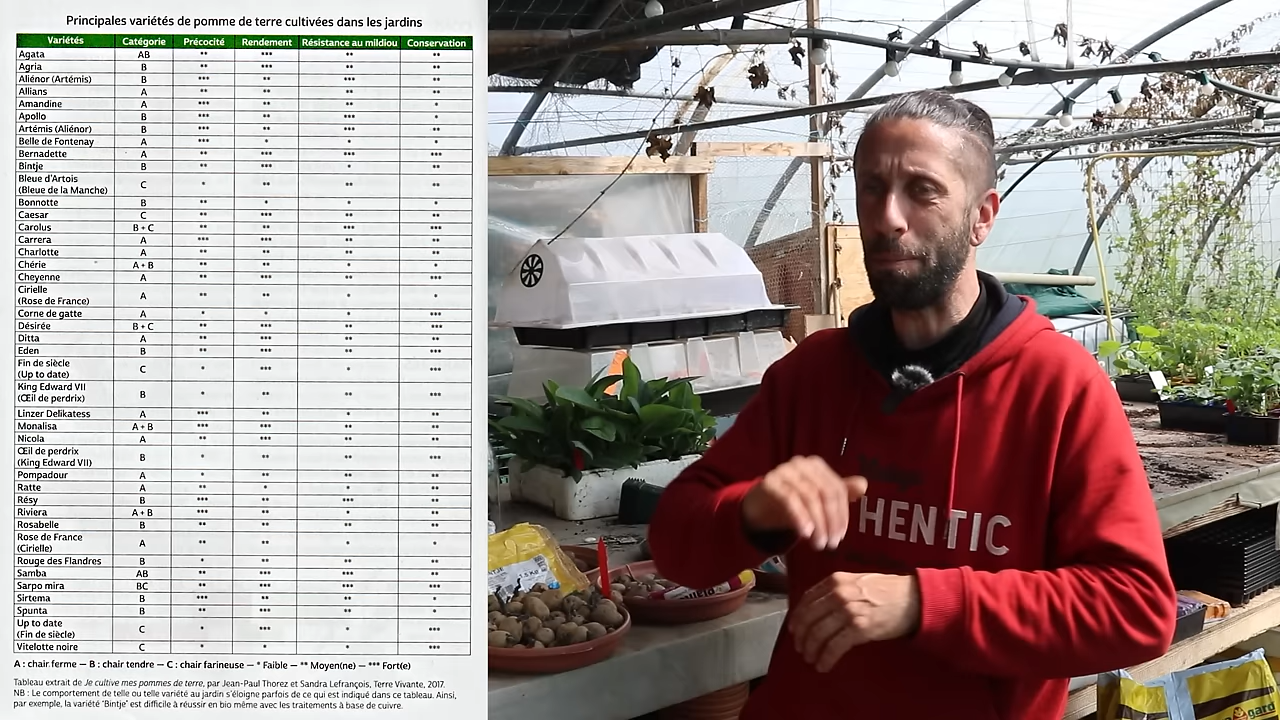 Principales variétés de pomme de terre cultivées dans les jardins
Variétés Catégorie Précocité Rendement Résistance au mildiou Conservation
Agata AB ** *** ** **
Agria B ** *** ** **
Aliénor (Artémis) B *** ** *** **
Allians A ** ** ** **
Amandine A *** ** ** *
Apollo B *** ** *** *
Artémis (Aliénor) B *** ** *** **
Belle de Fontenay A *** * * *
Bernadette A ** *** *** ***
Bintje B ** *** * **
Bleue d'Artois
(Bleue de la Manche) C * ** ** **
Bonnotte B ** * * *
Caesar C ** *** ** **
Carolus B + C ** ** *** ***
Carrera A *** *** ** **
Charlotte A ** ** ** **
Chérie A + B ** ** * *
Cheyenne A ** *** ** ***
Cirielle
(Rose de France) A ** ** * *
Corne de gatte A * * * ***
Désirée B + C ** *** ** ***
Ditta A ** *** ** **
Eden B ** *** ** ***
Fin de siècle
(Up to date) C * *** * ***
King Edward VII
(Œil de perdrix) B * ** ** ***
Linzer Delikatess A *** ** * **
Monalisa A + B *** *** ** **
Nicola A ** *** ** **
Œil de perdrix
(King Edward VII) B * ** ** ***
Pompadour A * ** ** **
Ratte A ** * * **
Résy B *** ** *** **
Riviera A + B *** ** * **
Rosabelle B ** ** ** **
Rose de France
(Cirielle) A ** ** * *
Rouge des Flandres B * ** ** **
Samba AB ** *** *** **
Sarpo mira BC ** *** *** ***
Sirtema B *** ** ** *
Spunta B ** *** ** *
Up to date
(Fin de siècle) C * *** * ***
Vitelotte noire C * * * ***
A : chair ferme — B : chair tendre — C : chair farineuse — * Faible — ** Moyen(ne) — *** Fort(e)
Tableau extrait de Je cultive mes pommes de terre, par Jean-Paul Thorez et Sandra Lefrançois, Terre Vivante, 2017.
NB : Le comportement de telle ou telle variété au jardin s'éloigne parfois de ce qui est indiqué dans ce tableau. Ainsi,
par exemple, la variété 'Bintje' est difficile à réussir en bio même avec les traitements à base de cuivre.
HENTIC